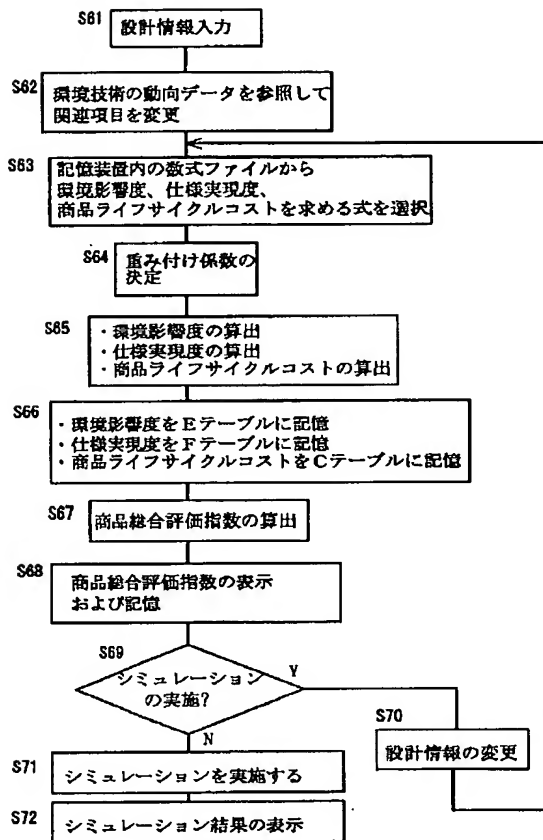 S61
設計情報入力
S62
環境技術の動向データを参照して
関連項目を変更
S63
記憶装置内の数式ファイルから
環境影響度、仕様実現度、
商品ライフサイクルコストを求める式を選択
S64
重み付け係数の
決定
S65
・環境影響度の算出
・仕様実現度の算出
・商品ライフサイクルコストの算出
S66
・環境影響度をEテーブルに記憶
・仕様実現度をFテーブルに記憶
・商品ライフサイクルコストをCテーブルに記憶
S67
商品総合評価指数の算出
S68
商品総合評価指数の表示
および記憶
S69
シミュレーション
の実施?
Y
N
S70
設計情報の変更
S71
シミュレーションを実施する
S72
シミュレーション結果の表示